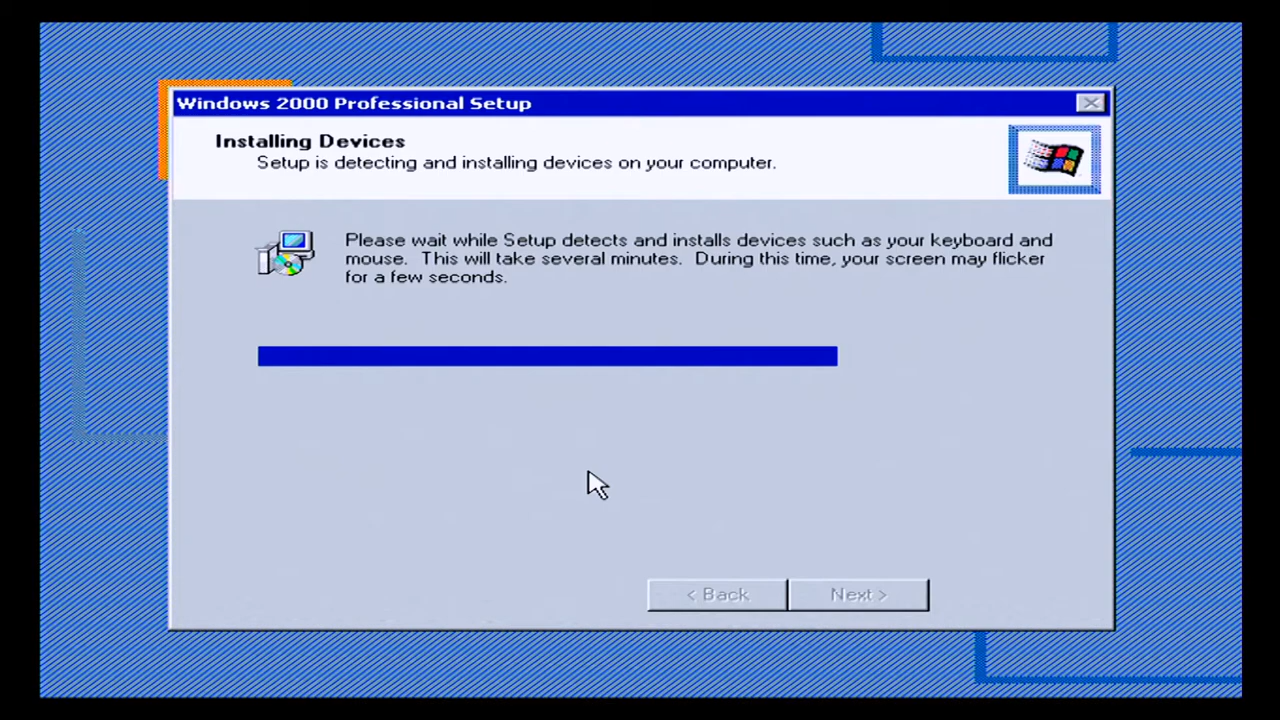 Windows 2000 Professional Setup
Installing Devices
Setup is detecting and installing devices on your computer.
Please wait while Setup detects and installs devices such as your keyboard and
mouse. This will take several minutes. During this time, your screen may flicker
for a few seconds.
< Back
Next >